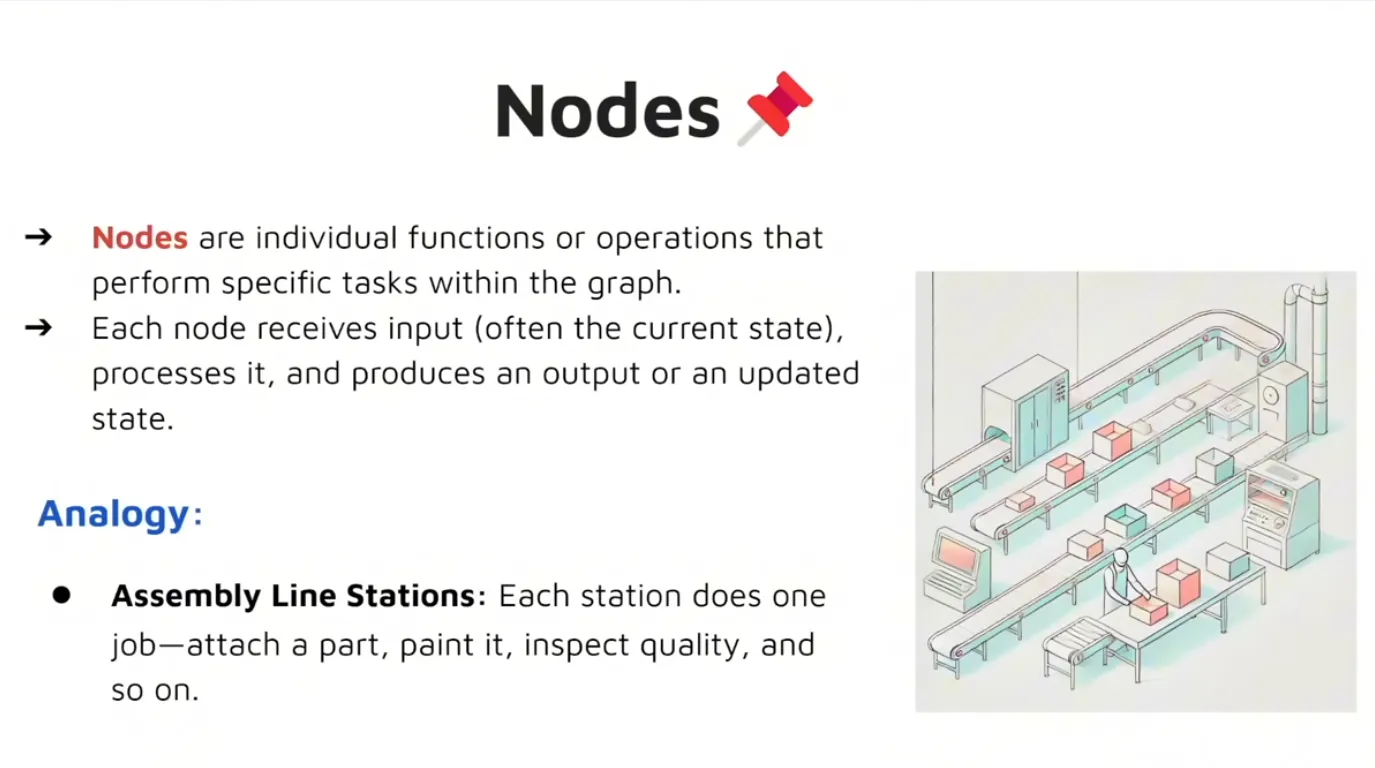 Nodes 📌
➔ Nodes are individual functions or operations that
perform specific tasks within the graph.
➔ Each node receives input (often the current state),
processes it, and produces an output or an updated
state.
Analogy:
● Assembly Line Stations: Each station does one
job—attach a part, paint it, inspect quality, and
so on.